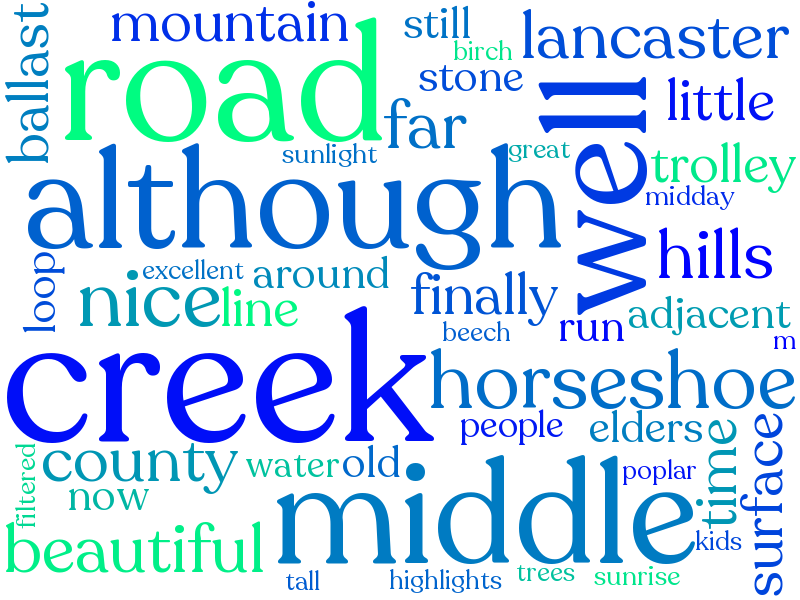 mountain
still
birch
lancaster
ballast
road
stone
little
far
well
sunlight
great
trolley
although
midday
hills
loop
excellent
around
nice
line
finally
adjacent
run
beech
m
creek
horseshoe
people
elders
county
water
old
poplar
time
surface
filtered
now
middle
beautiful
kids
tall
highlights
trees
sunrise